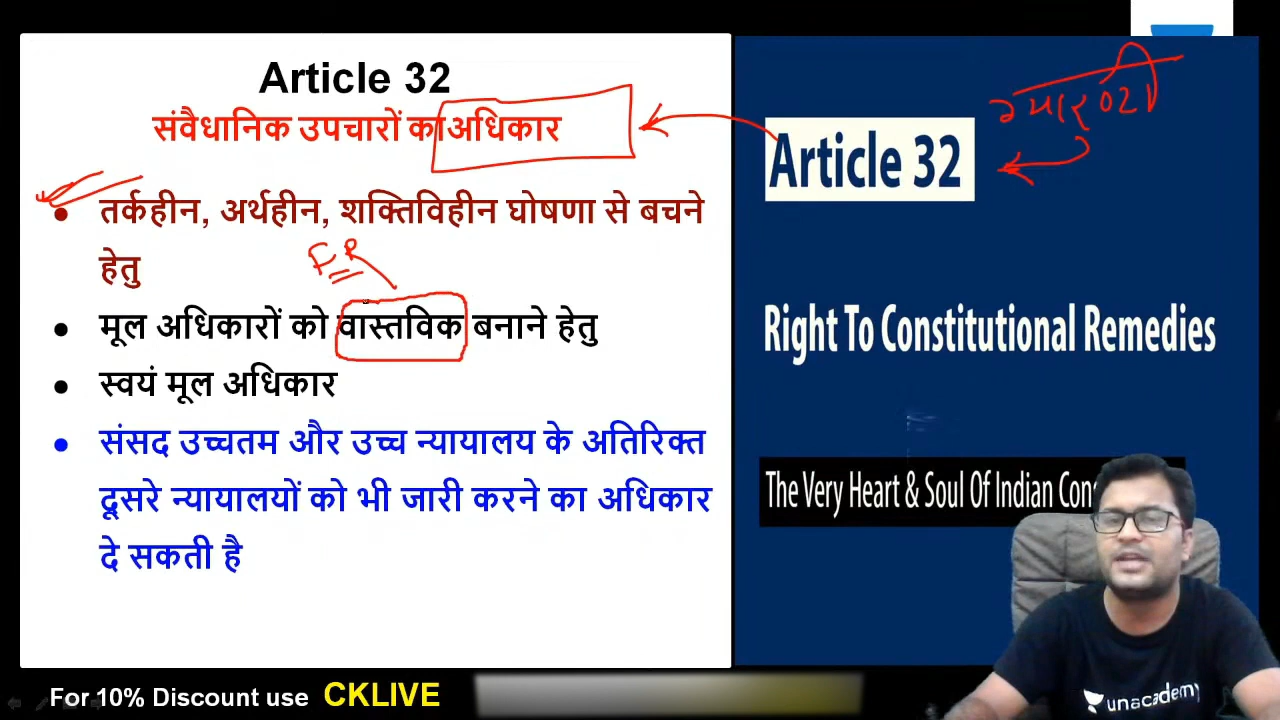 Article 32
संवैधानिक उपचारों का अधिकार
• तर्कहीन, अर्थहीन, शक्तिविहीन घोषणा से बचने
हेतु
FR
• मूल अधिकारों को वास्तविक बनाने हेतु
• स्वयं मूल अधिकार
• संसद उच्चतम और उच्च न्यायालय के अतिरिक्त
दूसरे न्यायालयों को भी जारी करने का अधिकार
दे सकती है
Article 32
Right To Constitutional Remedies
The Very Heart & Soul Of Indian
unacademy
For 10% Discount use CKLIVE